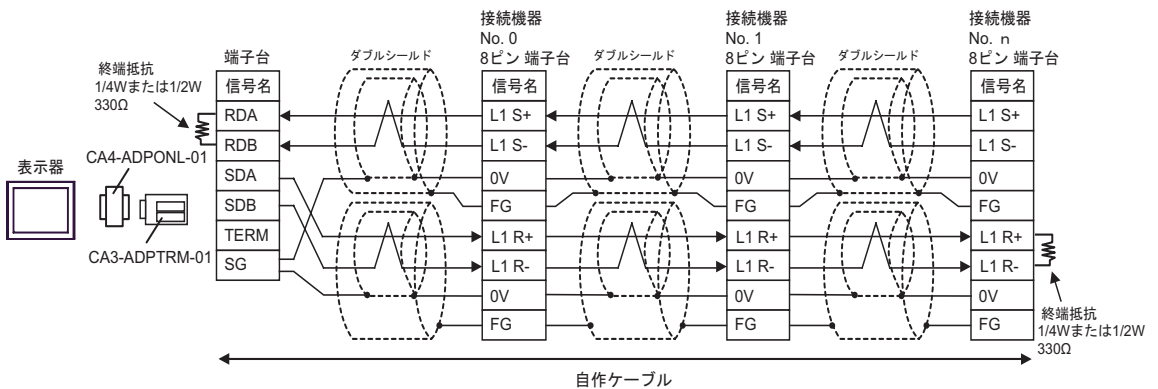 表示器
CA4-ADPONL-01
CA3-ADPTRM-01
終端抵抗
1/4Wまたは1/2W
330Ω
端子台
信号名
RDA
RDB
SDA
SDB
TERM
SG
ダブルシールド
接続機器
No. 0
8ピン 端子台
信号名
L1 S+
L1 S-
0V
FG
L1 R+
L1 R-
0V
FG
ダブルシールド
接続機器
No. 1
8ピン 端子台
信号名
L1 S+
L1 S-
0V
FG
L1 R+
L1 R-
0V
FG
ダブルシールド
接続機器
No. n
8ピン 端子台
信号名
L1 S+
L1 S-
0V
FG
L1 R+
L1 R-
0V
FG
終端抵抗
1/4Wまたは1/2W
330Ω
自作ケーブル